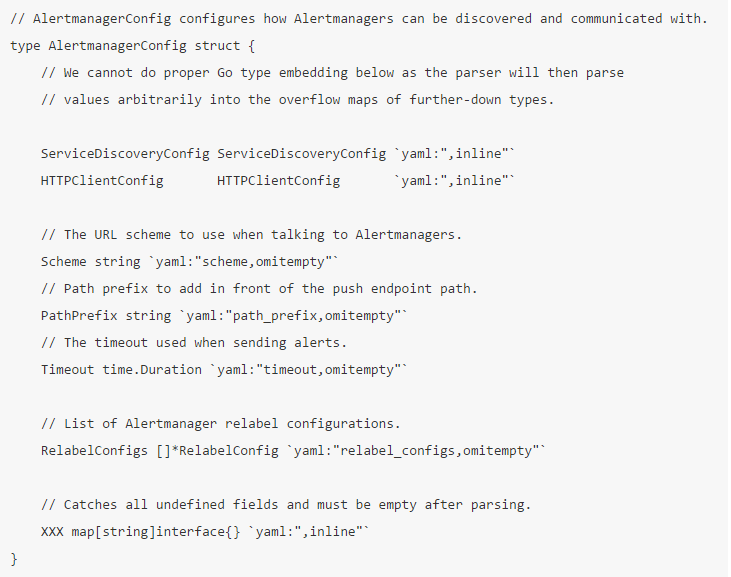 // AlertmanagerConfig configures how Alertmanagers can be discovered and communicated with.
type AlertmanagerConfig struct {
    // We cannot do proper Go type embedding below as the parser will then parse
    // values arbitrarily into the overflow maps of further-down types.

    ServiceDiscoveryConfig ServiceDiscoveryConfig `yaml:",inline"`
    HTTPClientConfig       HTTPClientConfig       `yaml:",inline"`

    // The URL scheme to use when talking to Alertmanagers.
    Scheme string `yaml:"scheme,omitempty"`
    // Path prefix to add in front of the push endpoint path.
    PathPrefix string `yaml:"path_prefix,omitempty"`
    // The timeout used when sending alerts.
    Timeout time.Duration `yaml:"timeout,omitempty"`

    // List of Alertmanager relabel configurations.
    RelabelConfigs []*RelabelConfig `yaml:"relabel_configs,omitempty"`

    // Catches all undefined fields and must be empty after parsing.
    XXX map[string]interface{} `yaml:",inline"`
}